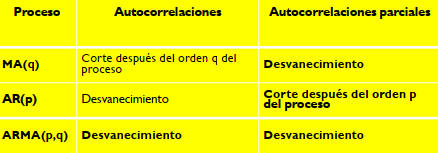 Proceso Autocorrelaciones Autocorrelaciones parciales
MA(q) Corte después del orden q del
proceso Desvanecimiento
AR(p) Desvanecimiento Corte después del orden p
del proceso
ARMA(p,q) Desvanecimiento Desvanecimiento